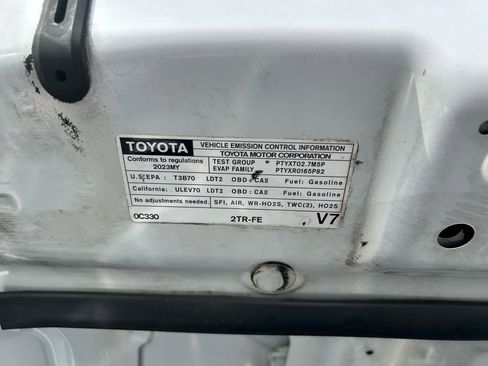 TOYOTA VEHICLE EMISSION CONTROL INFORMATION
TOYOTA MOTOR CORPORATION
Conforms to regulations
2023MY
TEST GROUP PTYXT02.7M5P
EVAP FAMILY PTYXR0165P82
U.S.EPA : T3B70 LDT2 OBD : CAII Fuel: Gasoline
California: ULEV70 LDT2 OBD : CAII Fuel: Gasoline
No adjustments needed. SFI, AIR, WR-HO2S, TWC(2), HO2S
0C330 2TR-FE V7